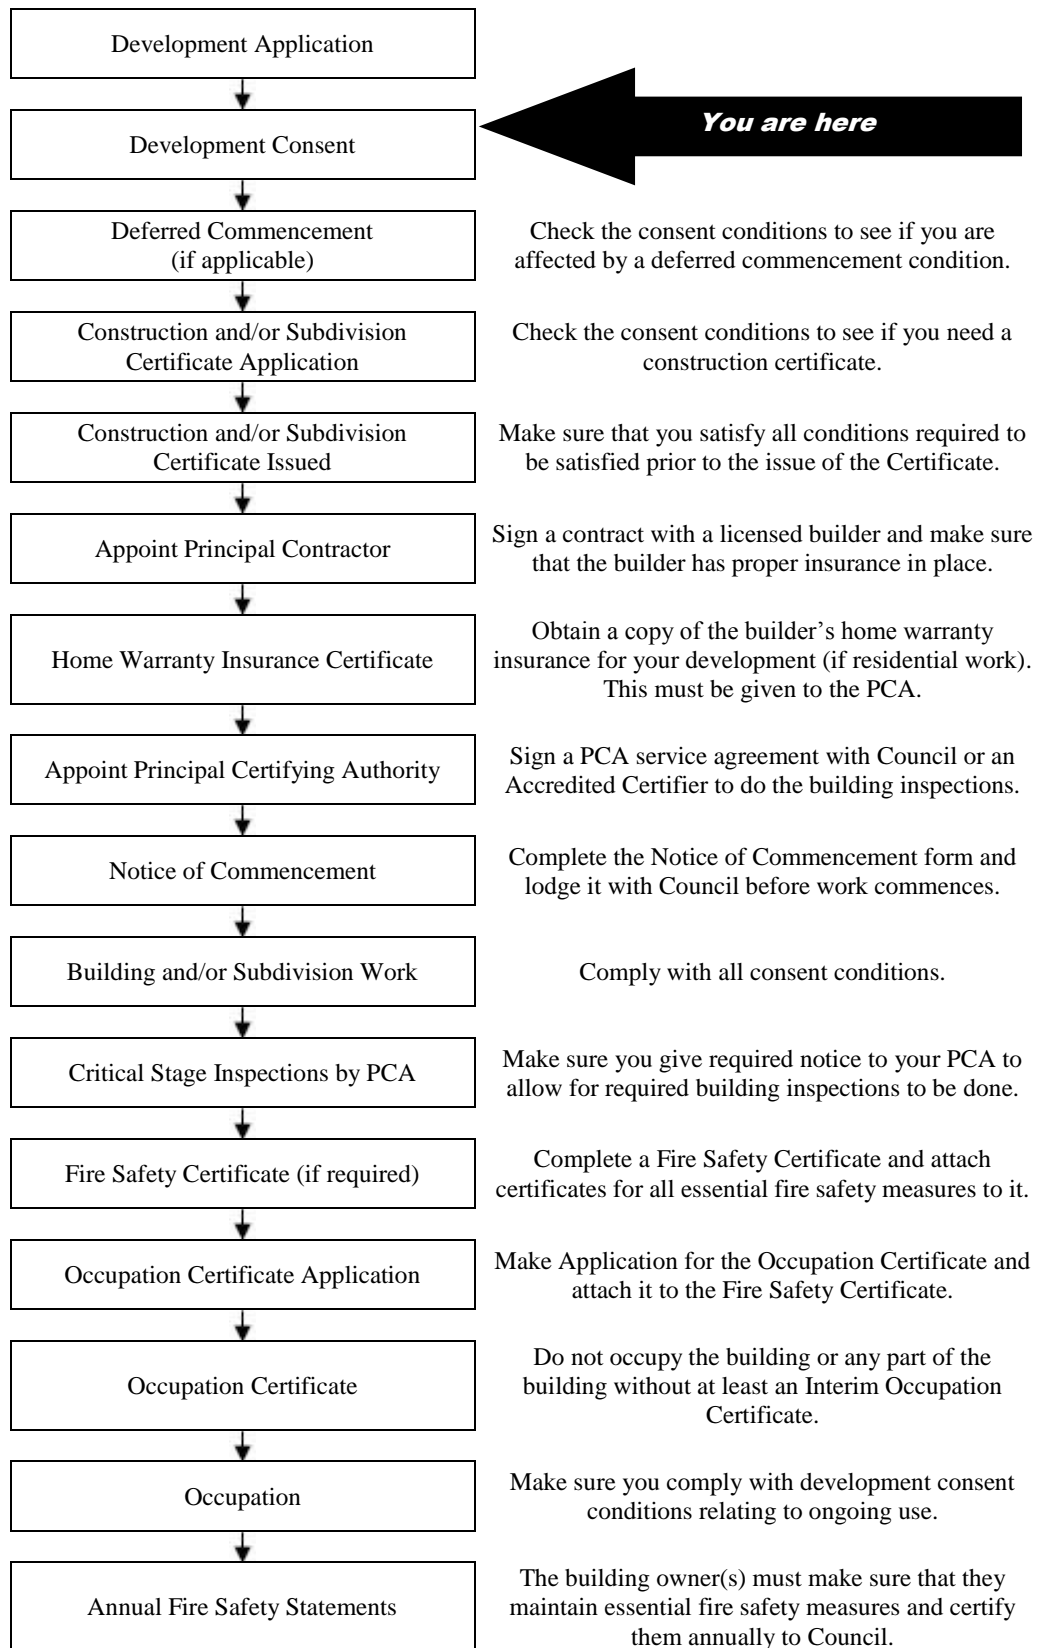 Development Application
Development Consent
You are here
Deferred Commencement
(if applicable)
Check the consent conditions to see if you are
affected by a deferred commencement condition.
Construction and/or Subdivision
Certificate Application
Check the consent conditions to see if you need a
construction certificate.
Construction and/or Subdivision
Certificate Issued
Make sure that you satisfy all conditions required to
be satisfied prior to the issue of the Certificate.
Appoint Principal Contractor
Sign a contract with a licensed builder and make sure
that the builder has proper insurance in place.
Home Warranty Insurance Certificate
Obtain a copy of the builder’s home warranty
insurance for your development (if residential work).
This must be given to the PCA.
Appoint Principal Certifying Authority
Sign a PCA service agreement with Council or an
Accredited Certifier to do the building inspections.
Notice of Commencement
Complete the Notice of Commencement form and
lodge it with Council before work commences.
Building and/or Subdivision Work
Comply with all consent conditions.
Critical Stage Inspections by PCA
Make sure you give required notice to your PCA to
allow for required building inspections to be done.
Fire Safety Certificate (if required)
Complete a Fire Safety Certificate and attach
certificates for all essential fire safety measures to it.
Occupation Certificate Application
Make Application for the Occupation Certificate and
attach it to the Fire Safety Certificate.
Occupation Certificate
Do not occupy the building or any part of the
building without at least an Interim Occupation
Certificate.
Occupation
Make sure you comply with development consent
conditions relating to ongoing use.
Annual Fire Safety Statements
The building owner(s) must make sure that they
maintain essential fire safety measures and certify
them annually to Council.